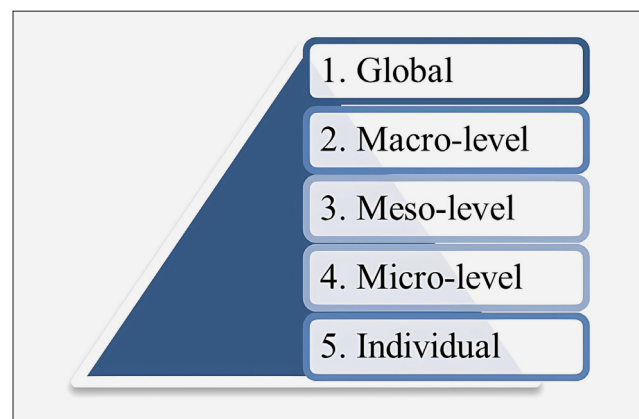 1. Global
2. Macro-level
3. Meso-level
4. Micro-level
5. Individual